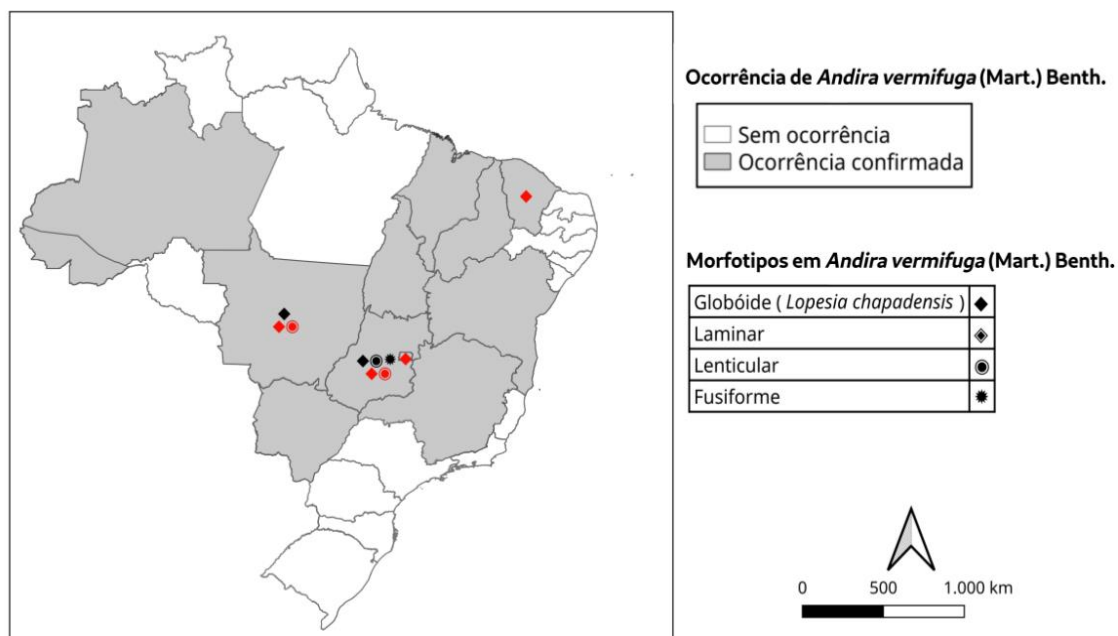 Ocorrência de Andira vermifuga (Mart.) Benth.
Sem ocorrência
Ocorrência confirmada
Morfotipos em Andira vermifuga (Mart.) Benth.
Globóide ( Lopesia chapadensis )
Laminar
Lenticular
Fusiforme
0 500 1.000 km